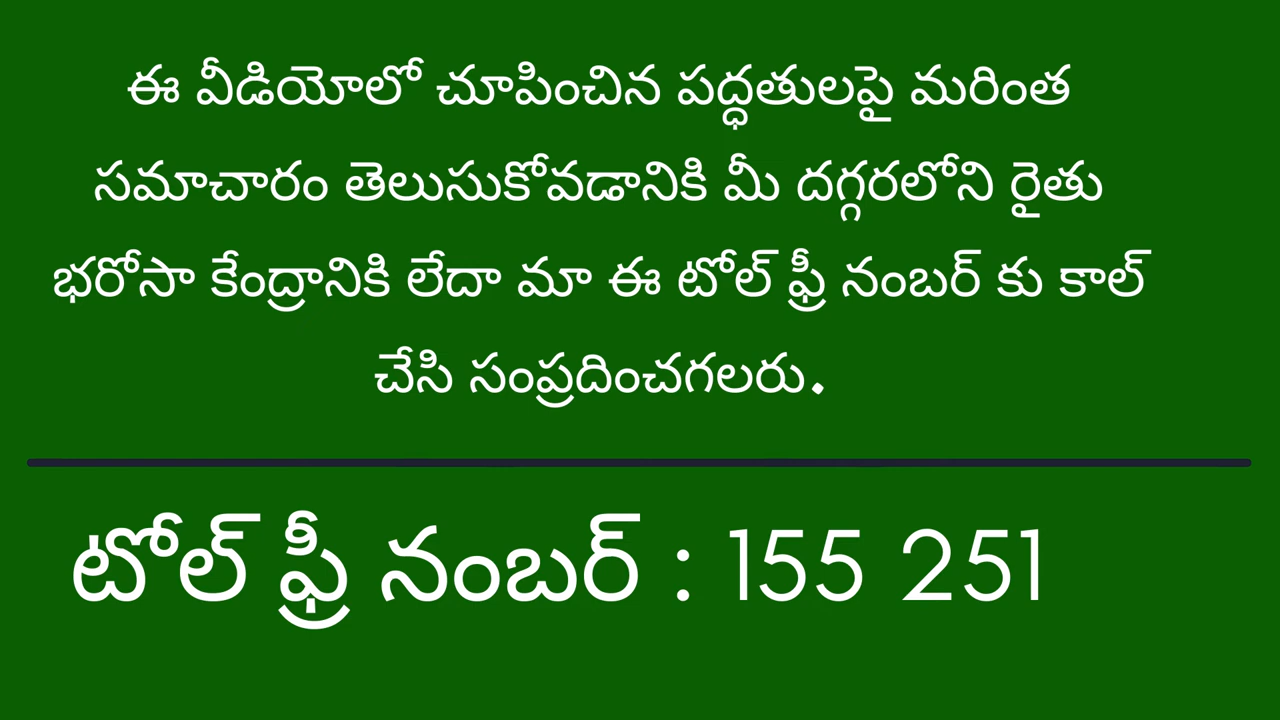 ఈ వీడియోలో చూపించిన పద్ధతులపై మరింత
సమాచారం తెలుసుకోవడానికి మీ దగ్గరలోని రైతు
భరోసా కేంద్రానికి లేదా మా ఈ టోల్ ఫ్రీ నంబర్ కు కాల్
చేసి సంప్రదించగలరు.
టోల్ ఫ్రీ నంబర్ : 155 251